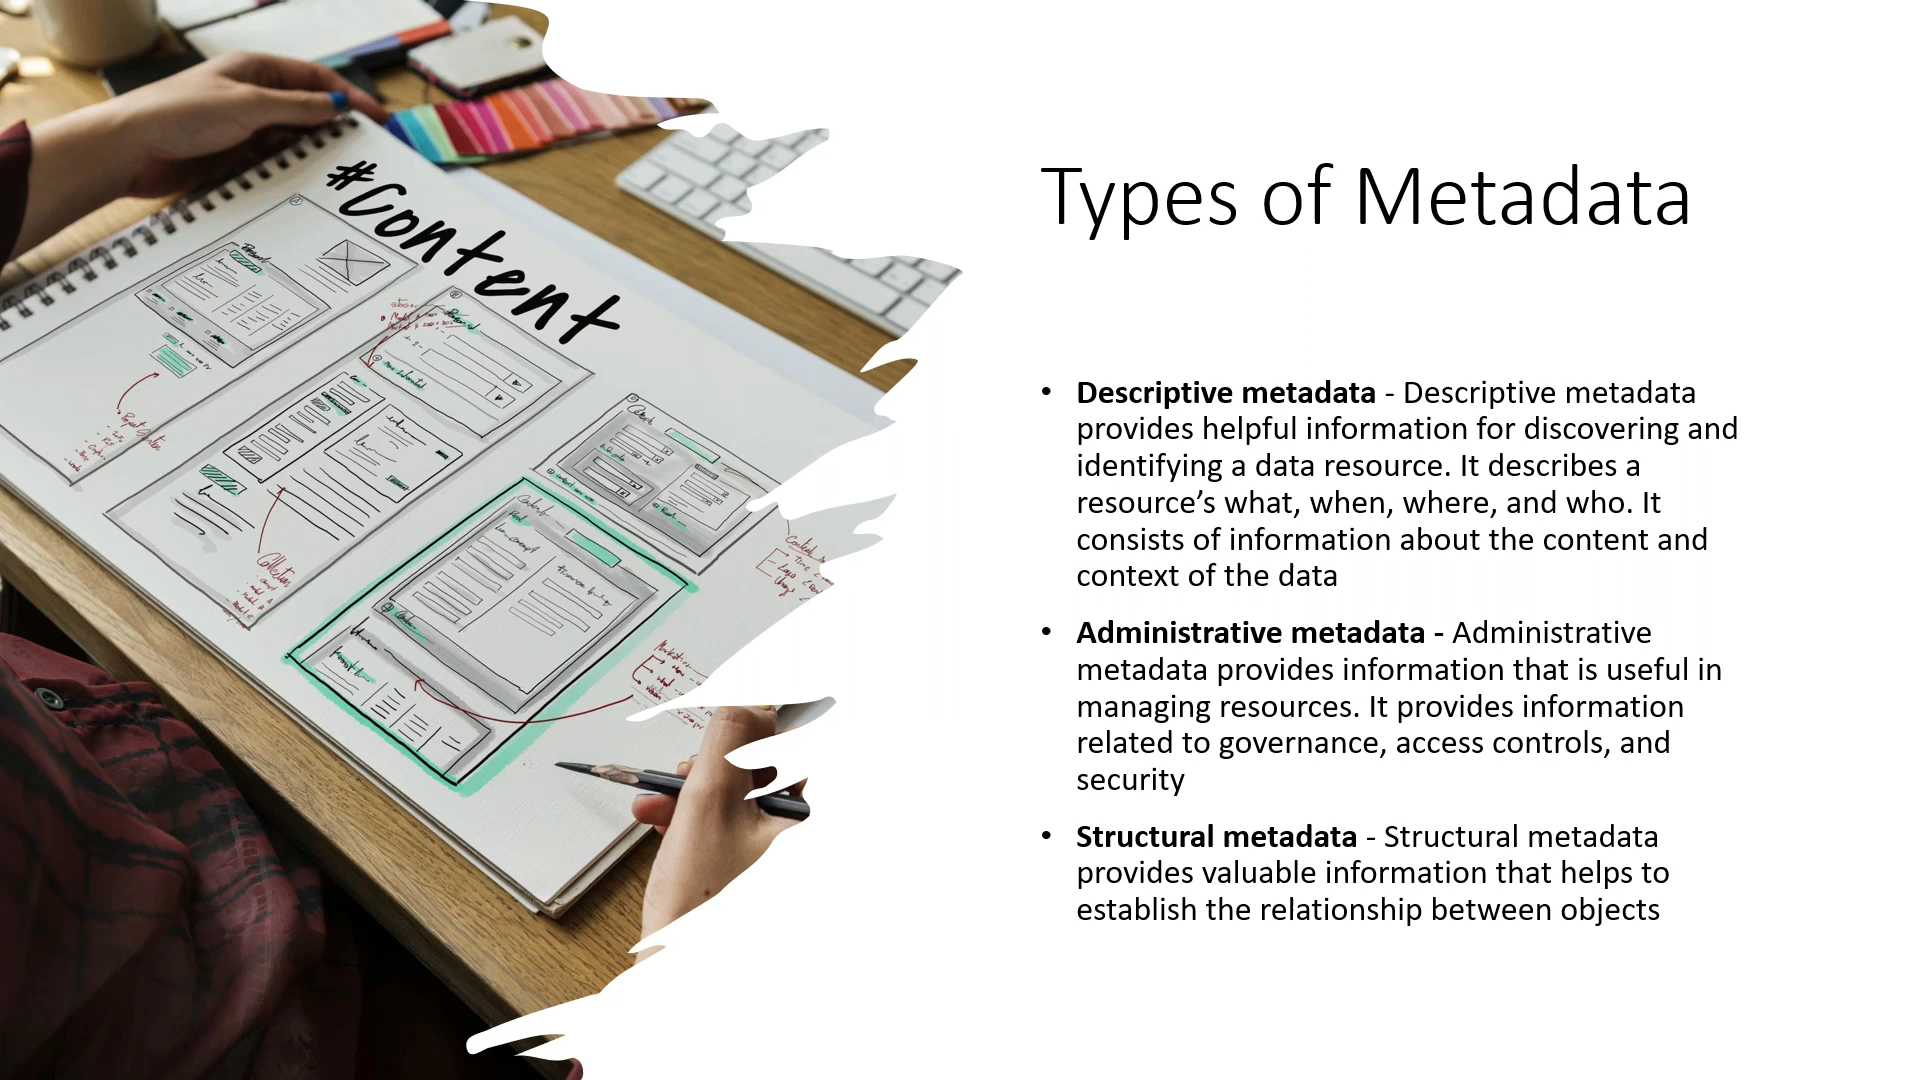 #Content
Types of Metadata
• Descriptive metadata - Descriptive metadata
provides helpful information for discovering and
identifying a data resource. It describes a
resource’s what, when, where, and who. It
consists of information about the content and
context of the data
• Administrative metadata - Administrative
metadata provides information that is useful in
managing resources. It provides information
related to governance, access controls, and
security
• Structural metadata - Structural metadata
provides valuable information that helps to
establish the relationship between objects